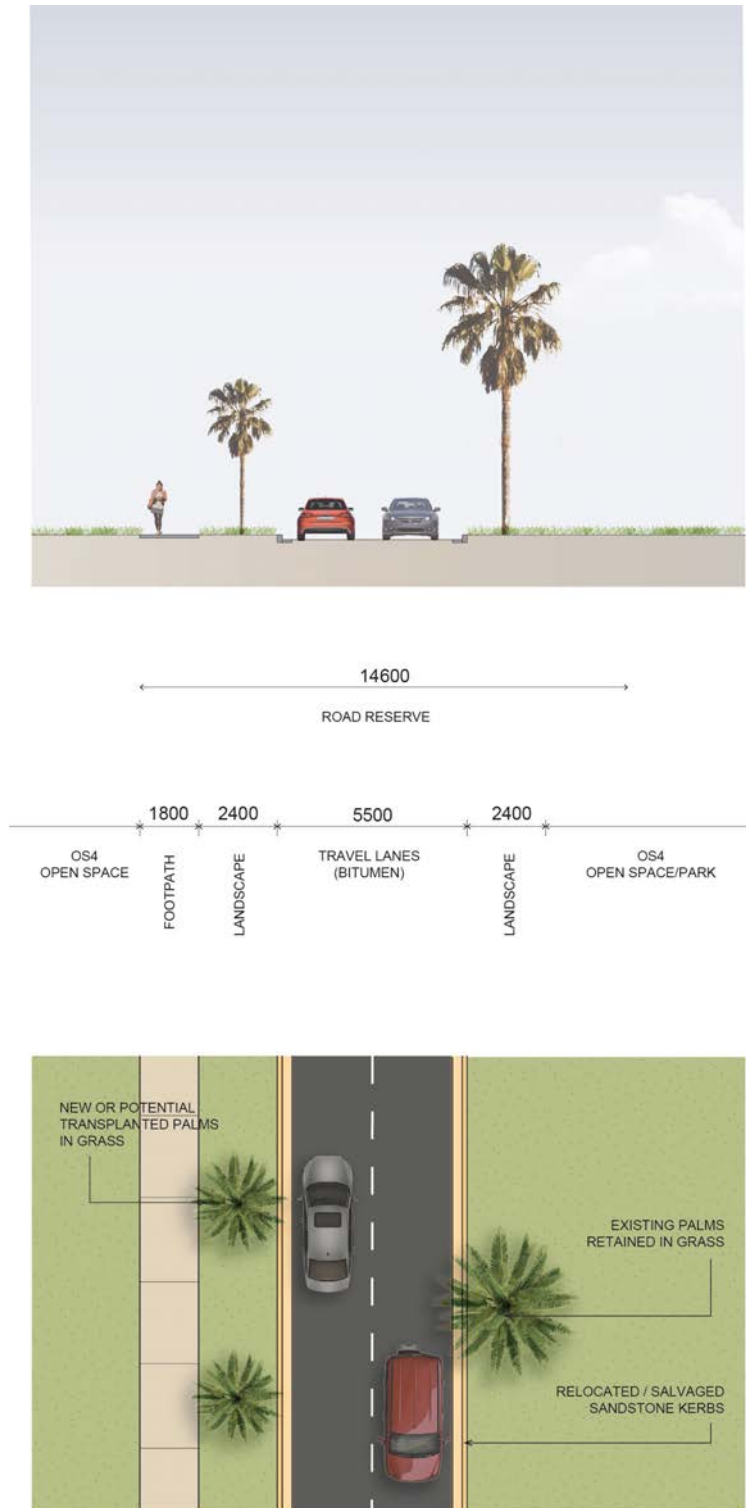 14600
ROAD RESERVE
1800
2400
5500
2400
OS4
OPEN SPACE
FOOTPATH
LANDSCAPE
TRAVEL LANES
(BITUMEN)
LANDSCAPE
OS4
OPEN SPACE/PARK
NEW OR POTENTIAL
TRANSPLANTED PALMS
IN GRASS
EXISTING PALMS
RETAINED IN GRASS
RELOCATED / SALVAGED
SANDSTONE KERBS